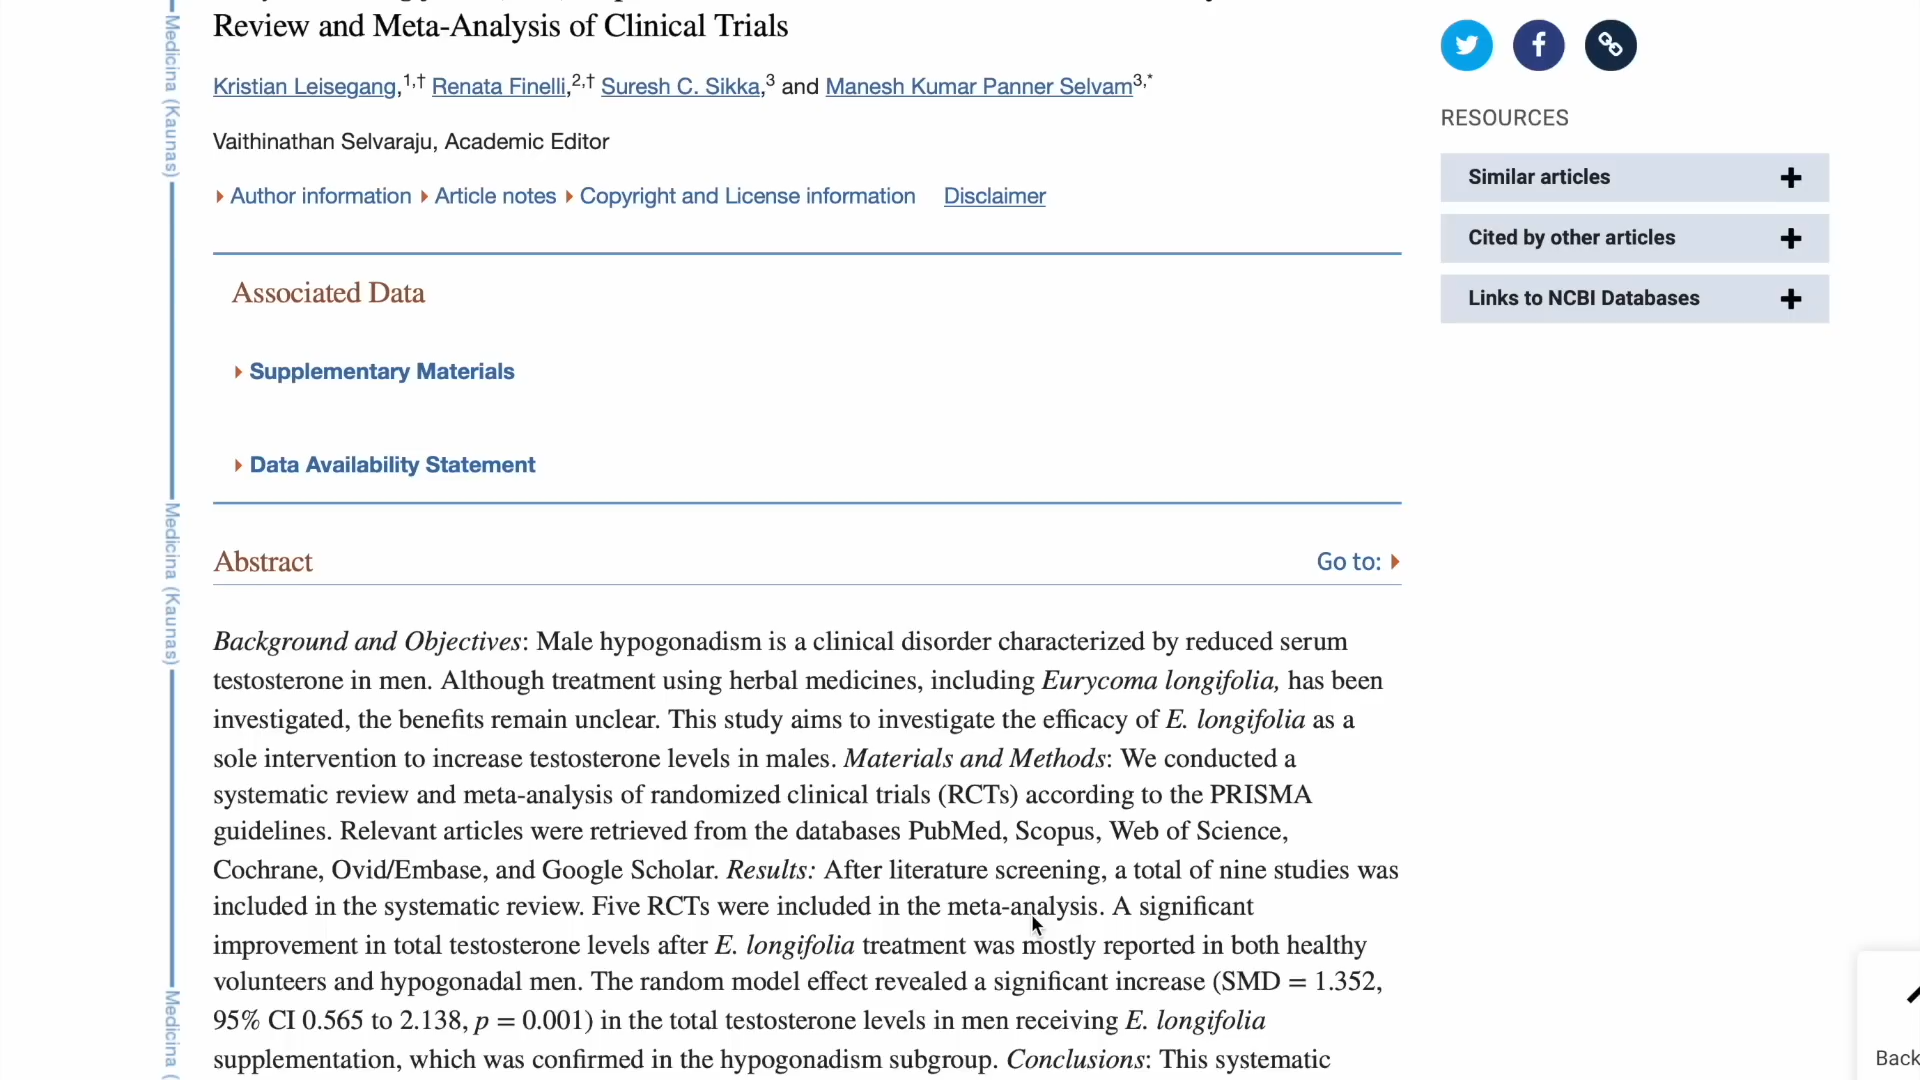 Review and Meta-Analysis of Clinical Trials
Kristian Leisegang,1,† Renata Finelli,2,† Suresh C. Sikka,3 and Manesh Kumar Panner Selvam3,*
Vaithinathan Selvaraju, Academic Editor
Author information Article notes Copyright and License information Disclaimer
Associated Data
Supplementary Materials
Data Availability Statement
Abstract
Go to:
Background and Objectives: Male hypogonadism is a clinical disorder characterized by reduced serum
testosterone in men. Although treatment using herbal medicines, including Eurycoma longifolia, has been
investigated, the benefits remain unclear. This study aims to investigate the efficacy of E. longifolia as a
sole intervention to increase testosterone levels in males. Materials and Methods: We conducted a
systematic review and meta-analysis of randomized clinical trials (RCTs) according to the PRISMA
guidelines. Relevant articles were retrieved from the databases PubMed, Scopus, Web of Science,
Cochrane, Ovid/Embase, and Google Scholar. Results: After literature screening, a total of nine studies was
included in the systematic review. Five RCTs were included in the meta-analysis. A significant
improvement in total testosterone levels after E. longifolia treatment was mostly reported in both healthy
volunteers and hypogonadal men. The random model effect revealed a significant increase (SMD = 1.352,
95% CI 0.565 to 2.138, p = 0.001) in the total testosterone levels in men receiving E. longifolia
supplementation, which was confirmed in the hypogonadism subgroup. Conclusions: This systematic
Medicina (Kaunas)
Medicina (Kaunas)
Medicina (
RESOURCES
Similar articles
Cited by other articles
Links to NCBI Databases
Back